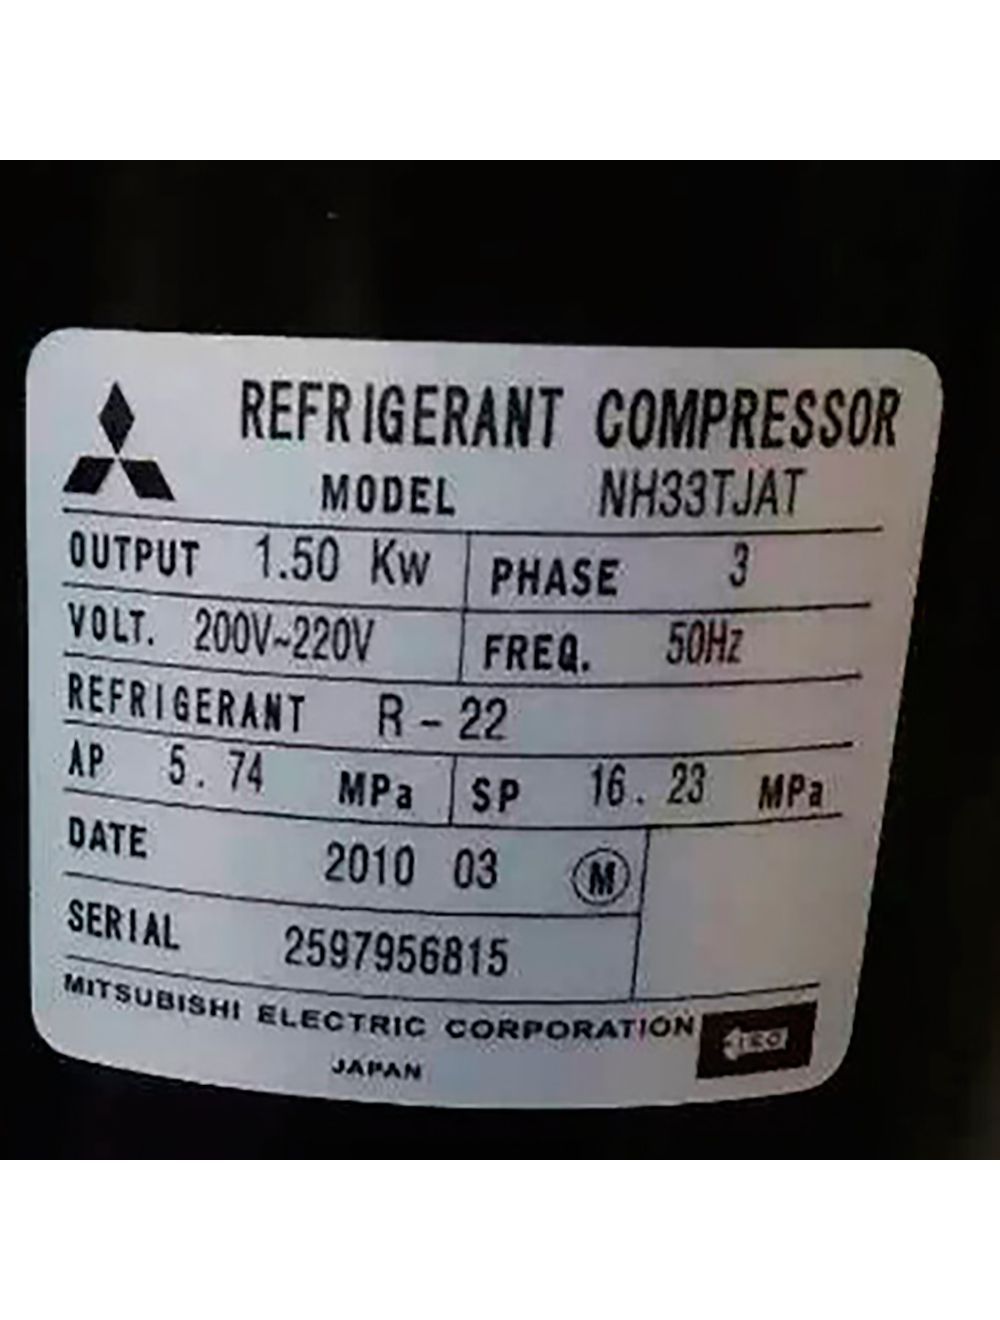 REFRIGERANT COMPRESSOR
MODEL NH33TJAT
OUTPUT 1.50 Kw PHASE 3
VOLT. 200V~220V FREQ. 50Hz
REFRIGERANT R-22
AP 5.74 MPa SP 16.23 MPa
DATE 2010 03 M
SERIAL 2597956815
MITSUBISHI ELECTRIC CORPORATION
JAPAN